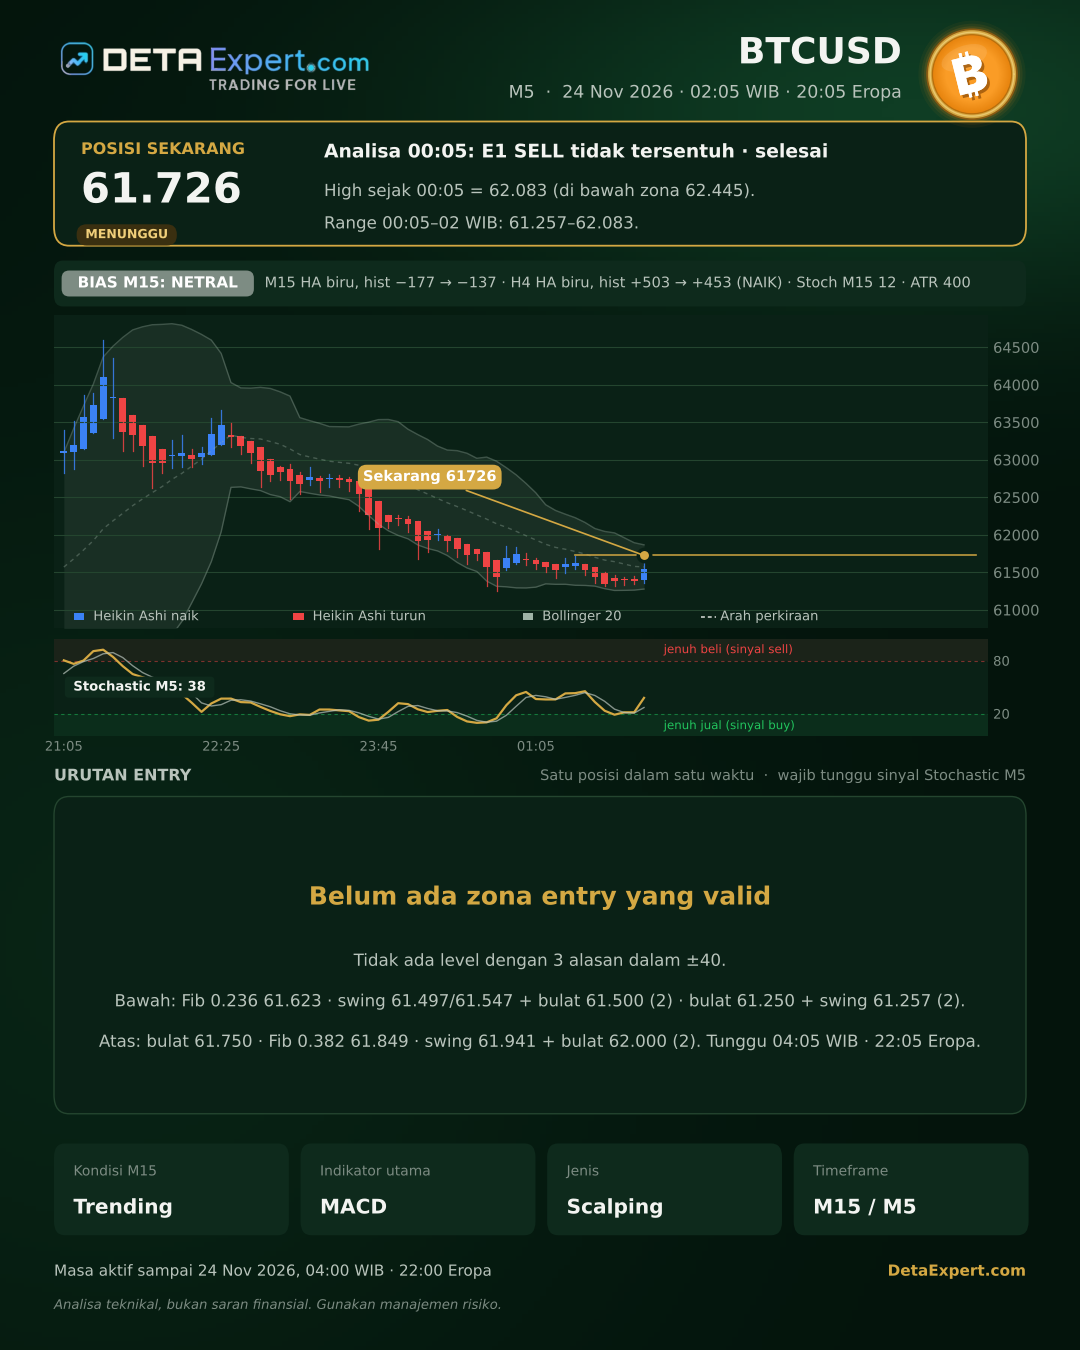 DETA Expert.com
TRADING FOR LIVE
BTCUSD
M5 · 24 Nov 2026 · 02:05 WIB · 20:05 Eropa
POSISI SEKARANG
61.726
MENUNGGU
Analisa 00:05: E1 SELL tidak tersentuh · selesai
High sejak 00:05 = 62.083 (di bawah zona 62.445).
Range 00:05–02 WIB: 61.257–62.083.
BIAS M15: NETRAL
M15 HA biru, hist −177 → −137 · H4 HA biru, hist +503 → +453 (NAIK) · Stoch M15 12 · ATR 400
64500
64000
63500
63000
62500
62000
61500
61000
Sekarang 61726
Heikin Ashi naik
Heikin Ashi turun
Bollinger 20
Arah perkiraan
jenuh beli (sinyal sell)
80
Stochastic M5: 38
20
jenuh jual (sinyal buy)
21:05 22:25 23:45 01:05
URUTAN ENTRY
Satu posisi dalam satu waktu · wajib tunggu sinyal Stochastic M5
Belum ada zona entry yang valid
Tidak ada level dengan 3 alasan dalam ±40.
Bawah: Fib 0.236 61.623 · swing 61.497/61.547 + bulat 61.500 (2) · bulat 61.250 + swing 61.257 (2).
Atas: bulat 61.750 · Fib 0.382 61.849 · swing 61.941 + bulat 62.000 (2). Tunggu 04:05 WIB · 22:05 Eropa.
Kondisi M15
Trending
Indikator utama
MACD
Jenis
Scalping
Timeframe
M15 / M5
Masa aktif sampai 24 Nov 2026, 04:00 WIB · 22:00 Eropa
DetaExpert.com
Analisa teknikal, bukan saran finansial. Gunakan manajemen risiko.